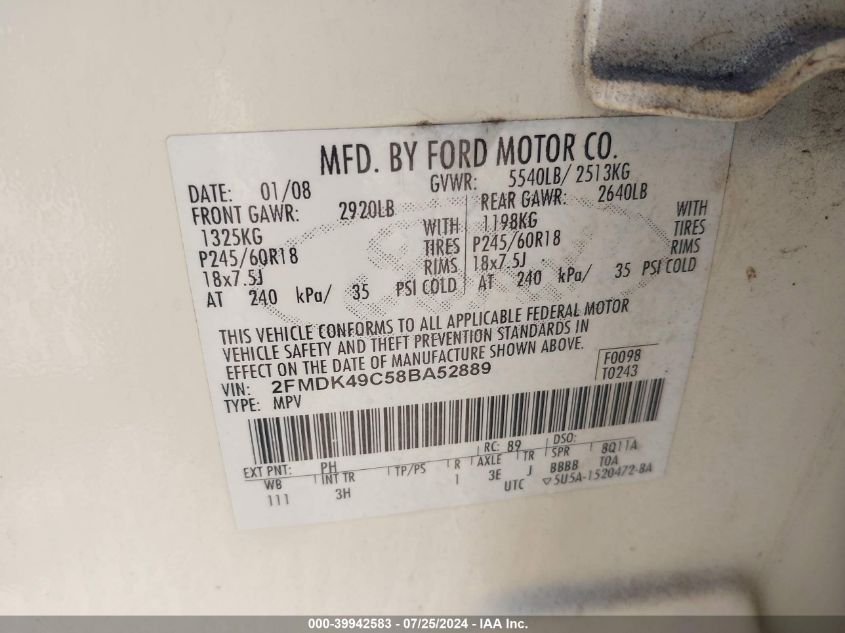 MFD. BY FORD MOTOR CO.
DATE: 01/08 GVWR: 5540LB/ 2513KG
FRONT GAWR: 2920LB REAR GAWR: 2640LB
1325KG WITH 1198KG WITH
P245/60R18 TIRES P245/60R18 TIRES
18x7.5J RIMS 18x7.5J RIMS
AT 240 kPa/ 35 PSI COLD AT 240 kPa/ 35 PSI COLD
THIS VEHICLE CONFORMS TO ALL APPLICABLE FEDERAL MOTOR
VEHICLE SAFETY AND THEFT PREVENTION STANDARDS IN
EFFECT ON THE DATE OF MANUFACTURE SHOWN ABOVE.
VIN: 2FMDK49C58BA52889 F0098
TYPE: MPV T0243
EXT PNT: PH RC: 89 DSO: 8Q11A
WB INT TR TP/PS R AXLE TR SPR T0A
111 3H 1 3E J BBBB
UTC ▽5U5A-1520472-BA
000-39942583 - 07/25/2024 - IAA Inc.